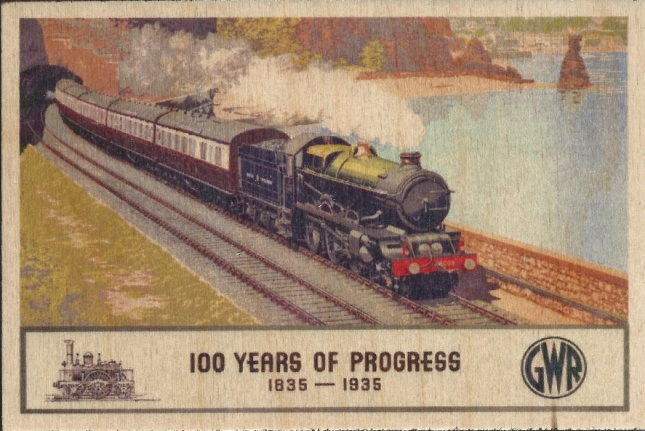 100 YEARS OF PROGRESS
1835 — 1935
GWR